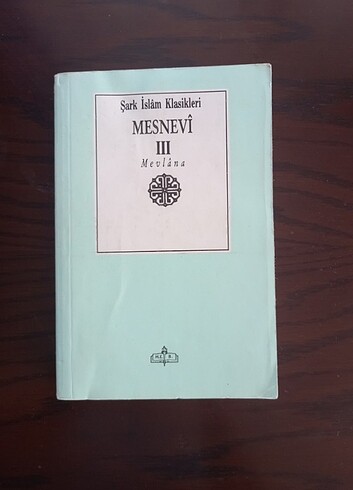 Şark İslâm Klasikleri
MESNEVÎ
III
Mevlâna